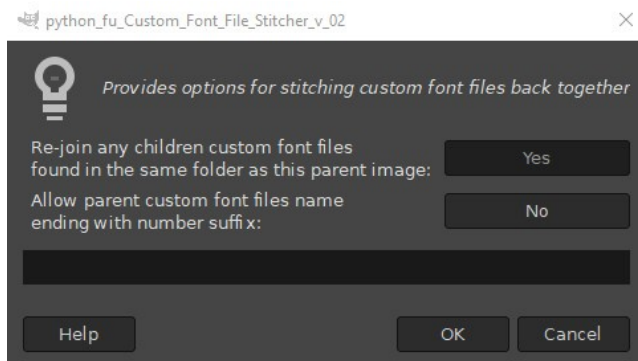 python_fu_Custom_Font_File_Stitcher_v_02
Provides options for stitching custom font files back together
Re-join any children custom font files
found in the same folder as this parent image:
Yes
Allow parent custom font files name
ending with number suffix:
No
Help
OK
Cancel